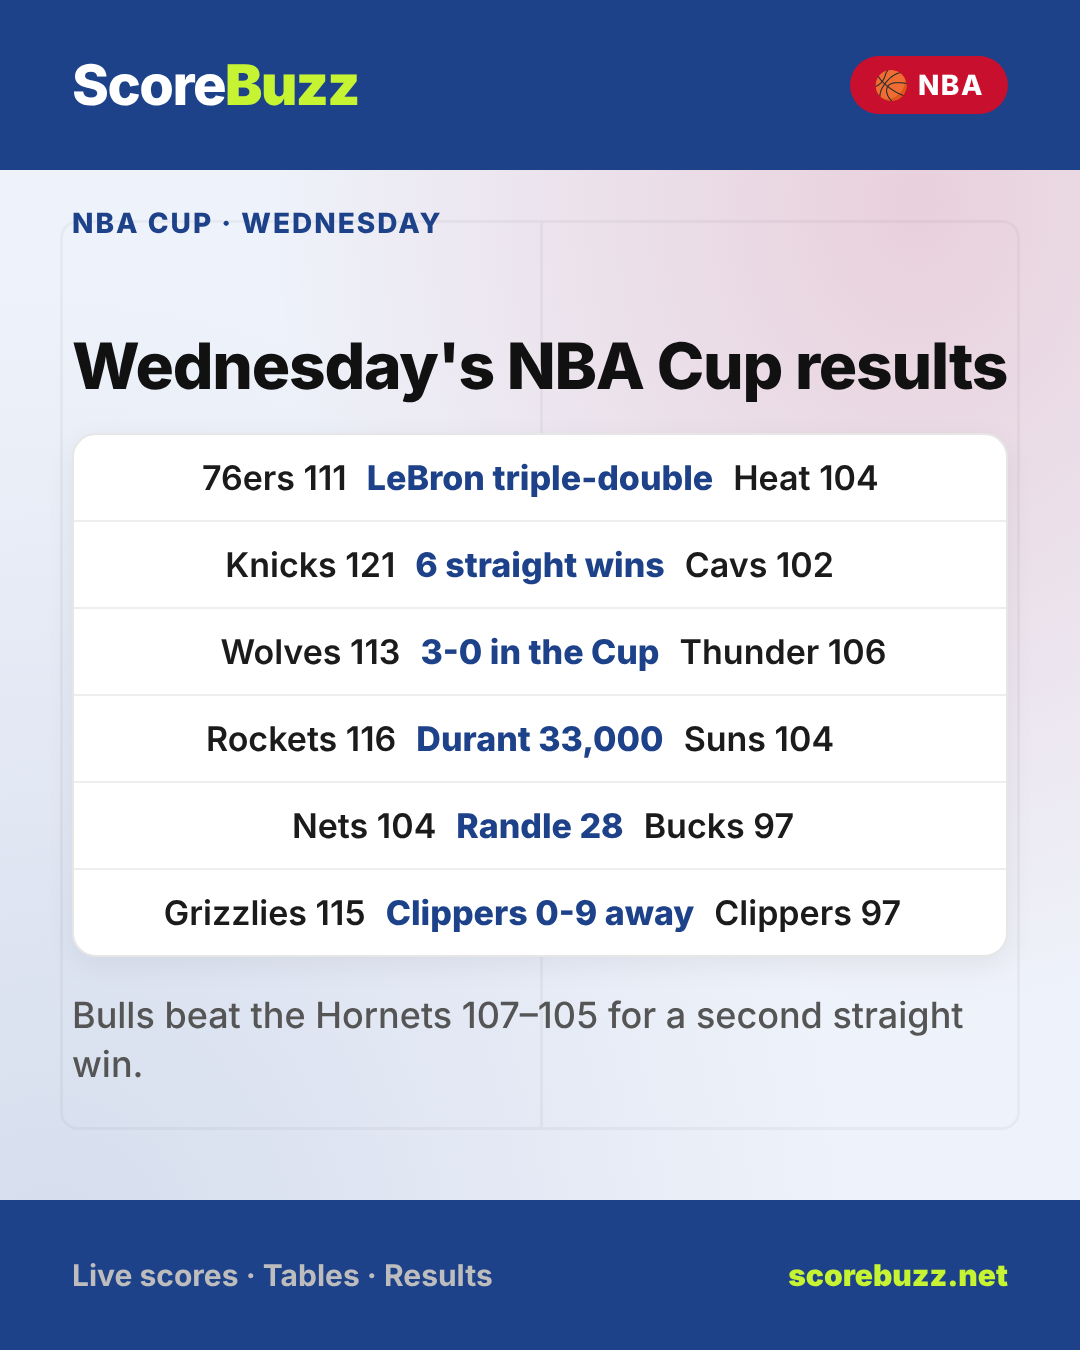 ScoreBuzz
🏀 NBA
NBA CUP · WEDNESDAY
Wednesday's NBA Cup results
76ers 111 LeBron triple-double Heat 104
Knicks 121 6 straight wins Cavs 102
Wolves 113 3-0 in the Cup Thunder 106
Rockets 116 Durant 33,000 Suns 104
Nets 104 Randle 28 Bucks 97
Grizzlies 115 Clippers 0-9 away Clippers 97
Bulls beat the Hornets 107–105 for a second straight
win.
Live scores · Tables · Results
scorebuzz.net